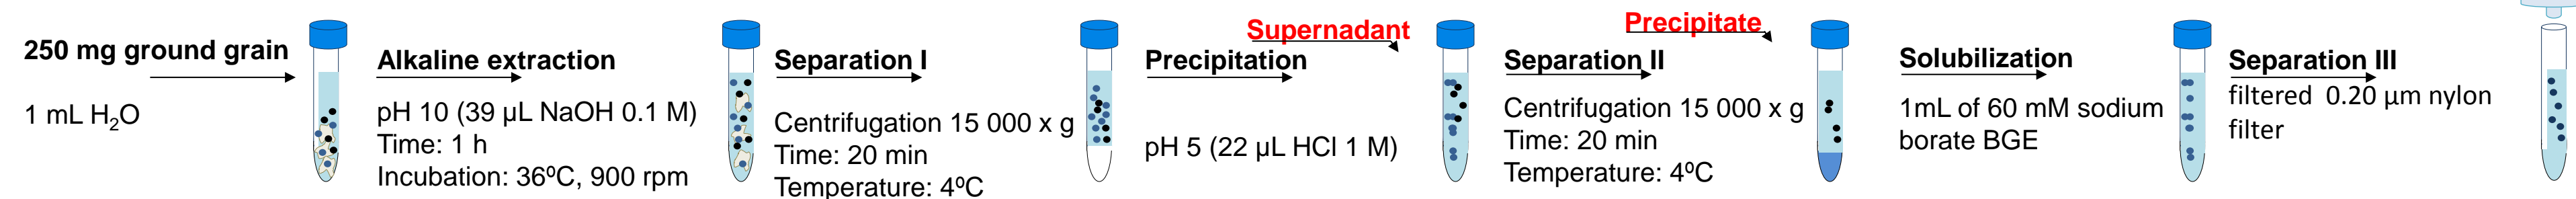 250 mg ground grain
1 mL H₂O
Alkaline extraction
pH 10 (39 µL NaOH 0.1 M)
Time: 1 h
Incubation: 36ºC, 900 rpm
Separation I
Centrifugation 15 000 x g
Time: 20 min
Temperature: 4ºC
Precipitation
pH 5 (22 µL HCl 1 M)
Supernadant
Separation II
Centrifugation 15 000 x g
Time: 20 min
Temperature: 4ºC
Precipitate
Solubilization
1mL of 60 mM sodium
borate BGE
Separation III
filtered 0.20 µm nylon
filter